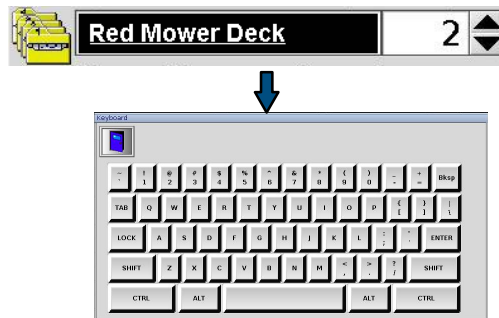 Red Mower Deck 2
Keyboard
~ ! @ # $ % ^ & * ( ) _ +
` 1 2 3 4 5 6 7 8 9 0 - = Bksp
TAB Q W E R T Y U I O P { [ } ] | \
LOCK A S D F G H J K L : ; " ' ENTER
SHIFT Z X C V B N M < , > . ? / SHIFT
CTRL ALT ALT CTRL